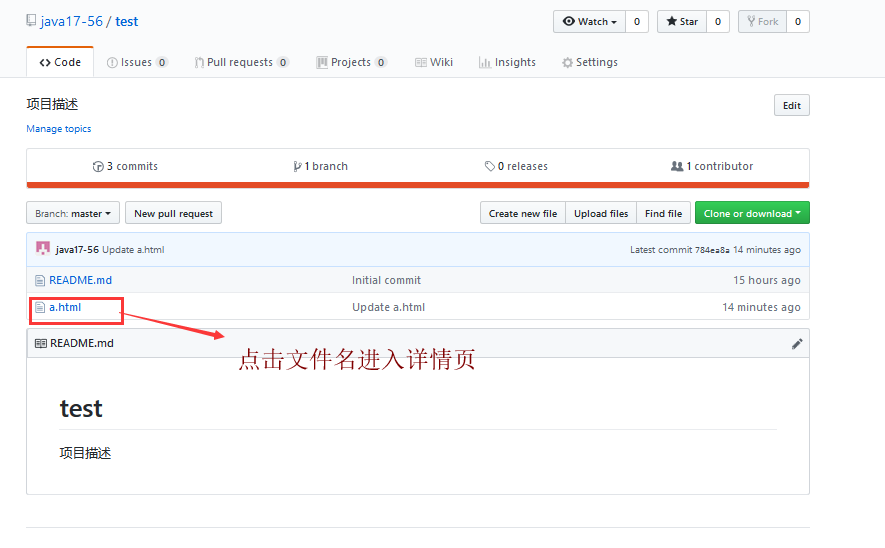 java17-56 / test
Watch 0 Star 0 Fork 0
Code Issues 0 Pull requests 0 Projects 0 Wiki Insights Settings
项目描述 Edit
Manage topics
3 commits 1 branch 0 releases 1 contributor
Branch: master New pull request Create new file Upload files Find file Clone or download
java17-56 Update a.html Latest commit 784ea8a 14 minutes ago
README.md Initial commit 15 hours ago
a.html Update a.html 14 minutes ago
README.md
点击文件名进入详情页
test
项目描述